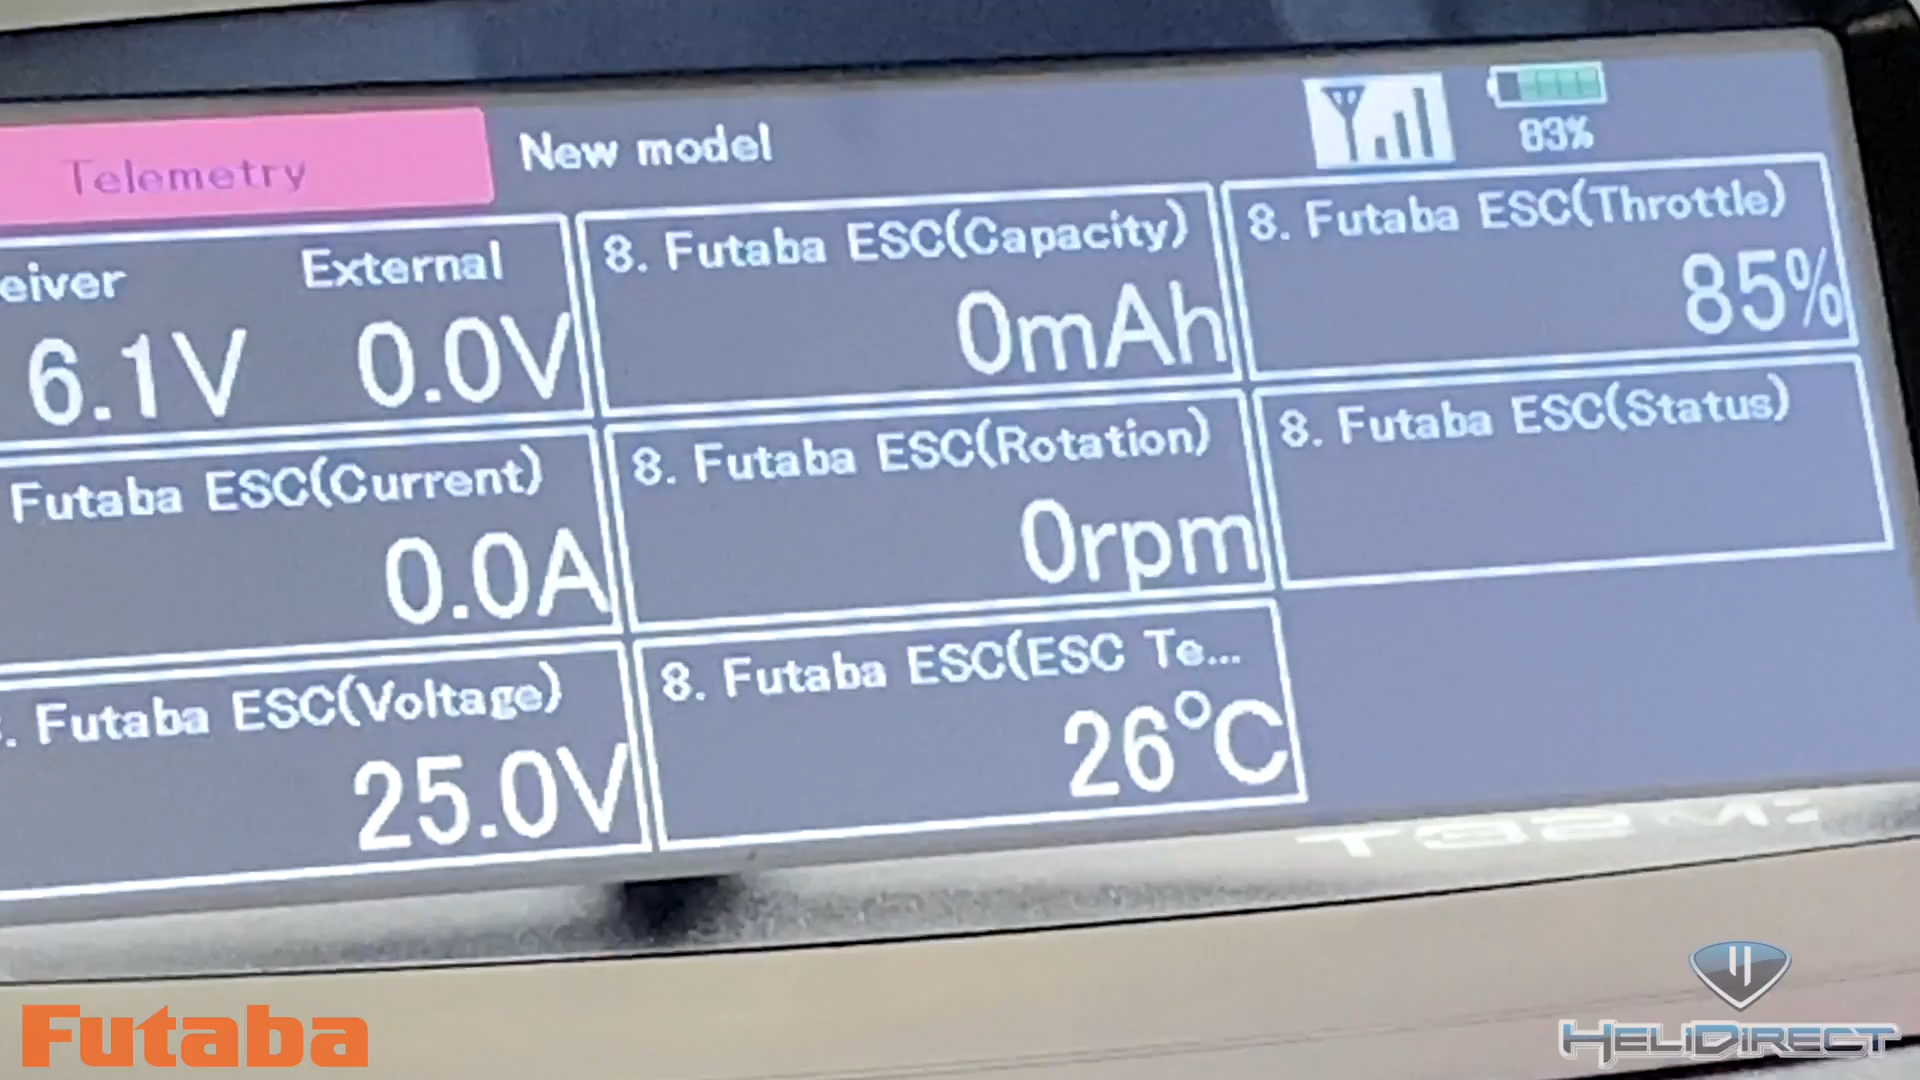 Telemetry
New model
83%
eiver External
6.1V 0.0V
8. Futaba ESC(Capacity)
0mAh
8. Futaba ESC(Throttle)
85%
Futaba ESC(Current)
0.0A
8. Futaba ESC(Rotation)
0rpm
8. Futaba ESC(Status)
. Futaba ESC(Voltage)
25.0V
8. Futaba ESC(ESC Te...
26°C
T32MZ
Futaba
HELIDIRECT